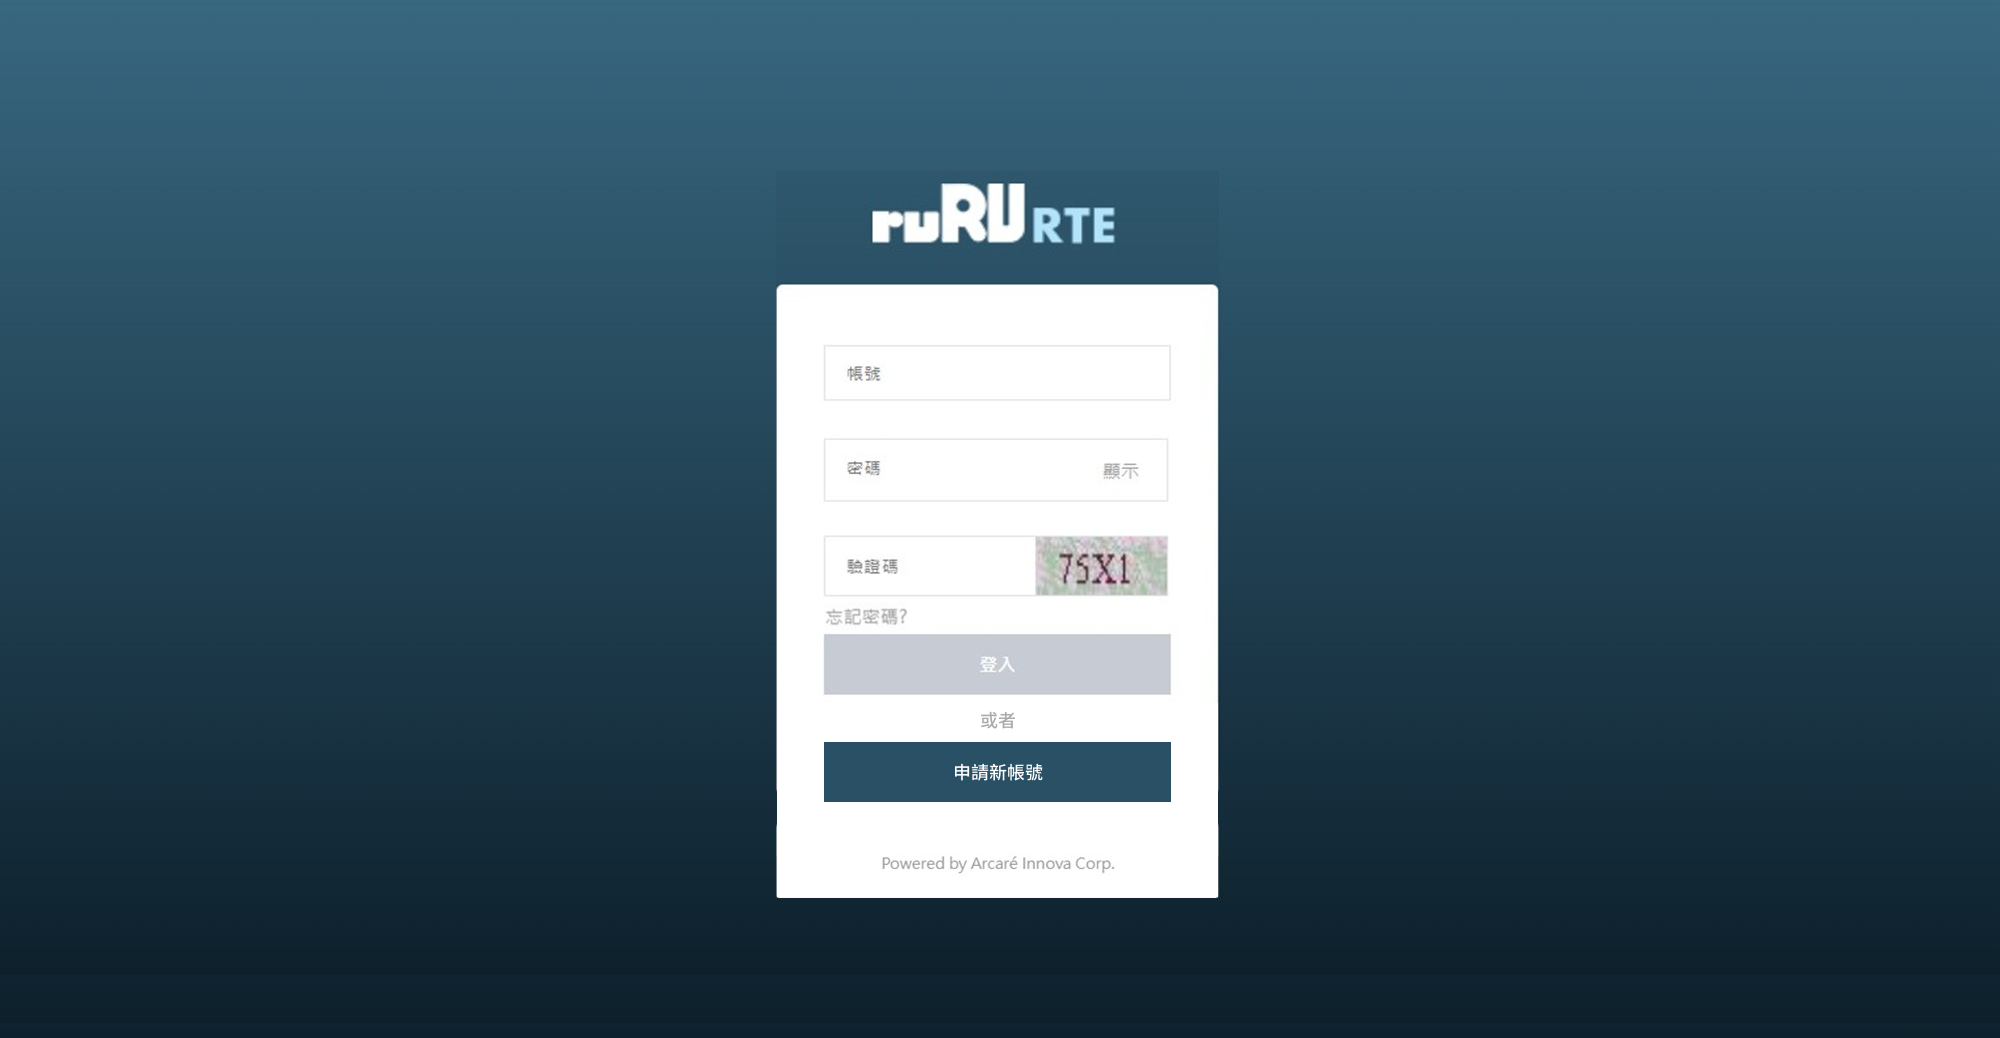 ruRU RTE
帳號
密碼 顯示
驗證碼 75X1
忘記密碼?
登入
或者
申請新帳號
Powered by Arcaré Innova Corp.